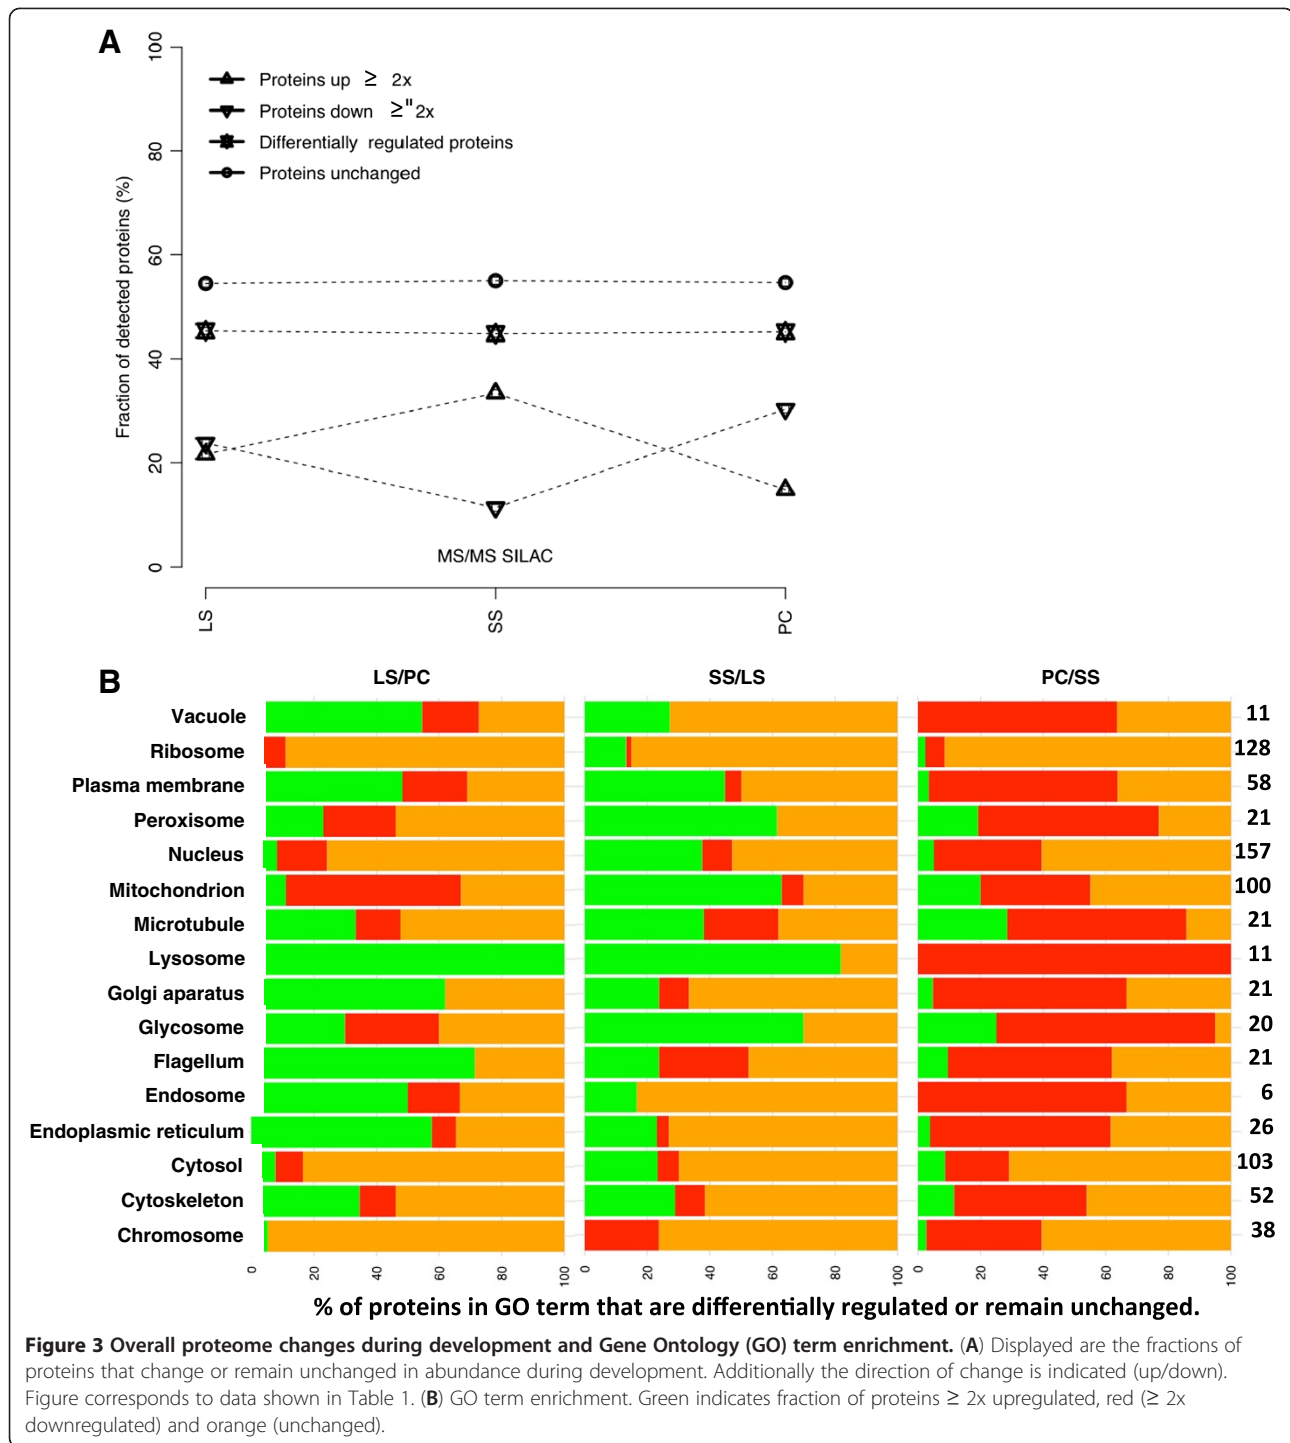 A
100
80
60
40
20
0
Fraction of detected proteins (%)
Proteins up ≥ 2x
Proteins down ≥" 2x
Differentially regulated proteins
Proteins unchanged
MS/MS SILAC
LS SS PC
B
LS/PC SS/LS PC/SS
Vacuole 11
Ribosome 128
Plasma membrane 58
Peroxisome 21
Nucleus 157
Mitochondrion 100
Microtubule 21
Lysosome 11
Golgi aparatus 21
Glycosome 20
Flagellum 21
Endosome 6
Endoplasmic reticulum 26
Cytosol 103
Cytoskeleton 52
Chromosome 38
0 20 40 60 80 100 0 20 40 60 80 100 0 20 40 60 80 100
% of proteins in GO term that are differentially regulated or remain unchanged.
Figure 3 Overall proteome changes during development and Gene Ontology (GO) term enrichment. (A) Displayed are the fractions of
proteins that change or remain unchanged in abundance during development. Additionally the direction of change is indicated (up/down).
Figure corresponds to data shown in Table 1. (B) GO term enrichment. Green indicates fraction of proteins ≥ 2x upregulated, red (≥ 2x
downregulated) and orange (unchanged).